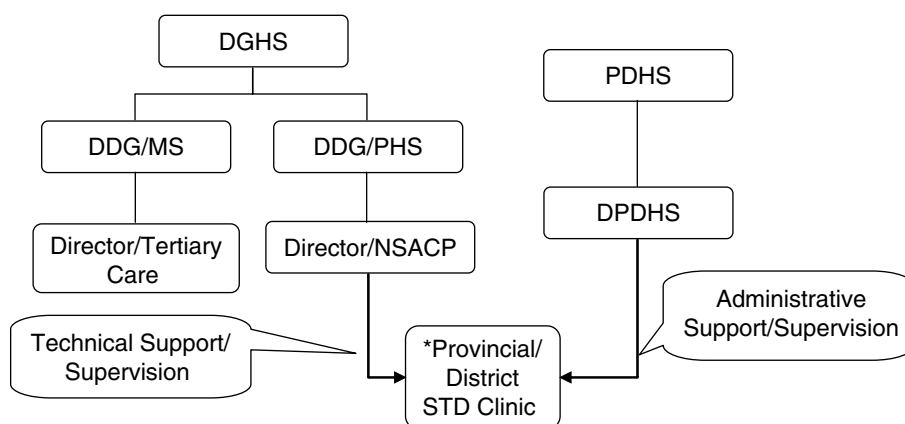 DGHS
PDHS
DDG/MS
DDG/PHS
DPDHS
Director/Tertiary
Care
Director/NSACP
Administrative
Support/Supervision
Technical Support/
Supervision
*Provincial/
District
STD Clinic